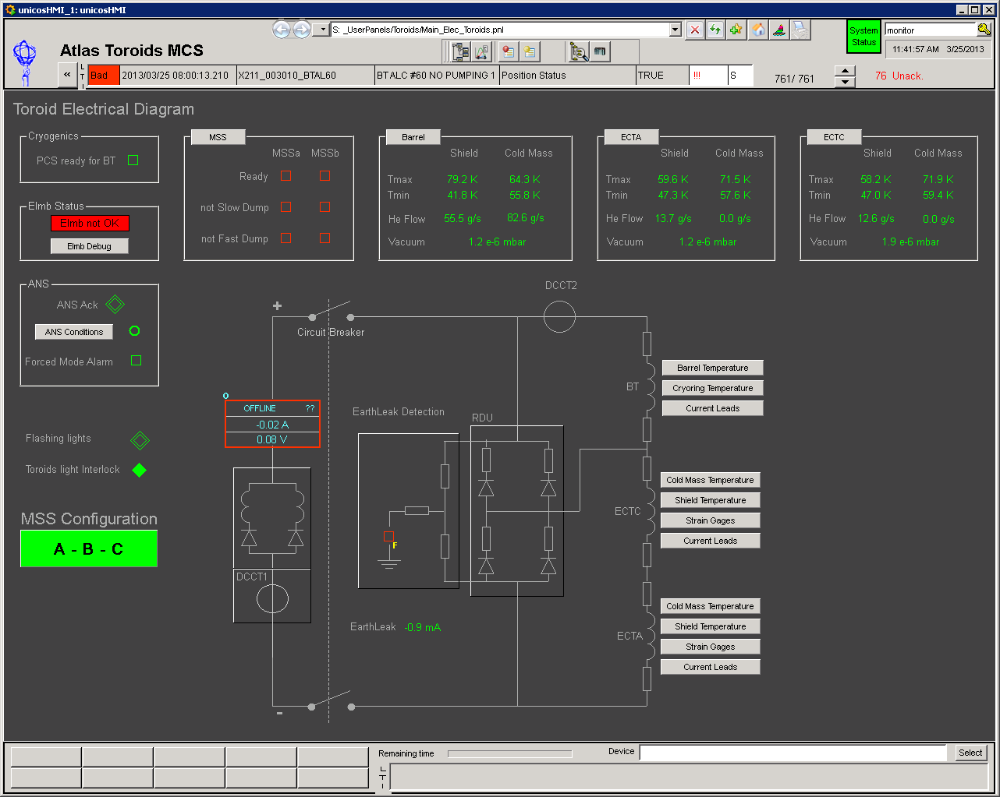 unicosHMI_1: unicosHMI
S: _UserPanels/Toroids/Main_Elec_Toroids.pnl
System Status
monitor
11:41:57 AM 3/25/2013
Atlas Toroids MCS
«
L
T
I
Bad 2013/03/25 08:00:13.210 X211_003010_BTAL60 BT ALC #60 NO PUMPING 1 Position Status TRUE !!! S
761/ 761
76 Unack.
Toroid Electrical Diagram
Cryogenics
PCS ready for BT
Elmb Status
Elmb not OK
Elmb Debug
MSS
MSSa MSSb
Ready
not Slow Dump
not Fast Dump
Barrel
Shield Cold Mass
Tmax 79.2 K 64.3 K
Tmin 41.8 K 55.8 K
He Flow 55.5 g/s 82.6 g/s
Vacuum 1.2 e-6 mbar
ECTA
Shield Cold Mass
Tmax 59.6 K 71.5 K
Tmin 47.3 K 57.6 K
He Flow 13.7 g/s 0.0 g/s
Vacuum 1.2 e-6 mbar
ECTC
Shield Cold Mass
Tmax 58.2 K 71.9 K
Tmin 47.0 K 59.4 K
He Flow 12.6 g/s 0.0 g/s
Vacuum 1.9 e-6 mbar
ANS
ANS Ack
ANS Conditions
Forced Mode Alarm
Flashing lights
Toroids light Interlock
MSS Configuration
A - B - C
+
Circuit Breaker
DCCT2
O
OFFLINE ??
-0.02 A
0.08 V
DCCT1
EarthLeak Detection
F
RDU
EarthLeak -0.9 mA
-
BT
Barrel Temperature
Cryoring Temperature
Current Leads
ECTC
Cold Mass Temperature
Shield Temperature
Strain Gages
Current Leads
ECTA
Cold Mass Temperature
Shield Temperature
Strain Gages
Current Leads
Remaining time
Device
Select
L
T
I